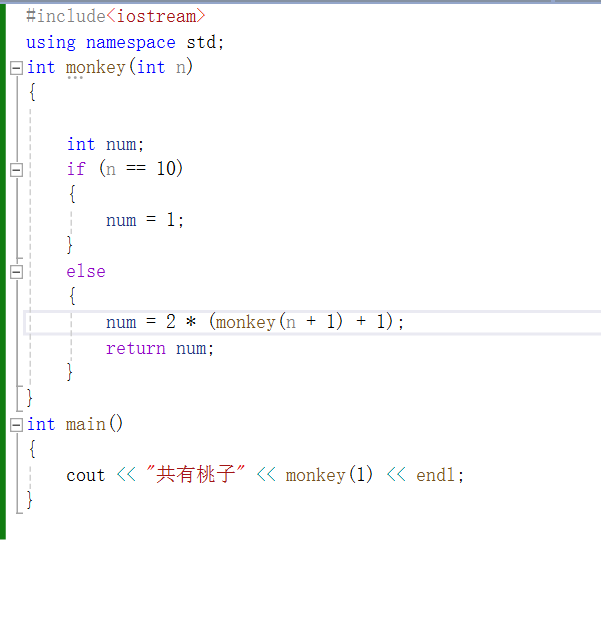 #include<iostream>
using namespace std;
int monkey(int n)
{
int num;
if (n == 10)
{
num = 1;
}
else
{
num = 2 * (monkey(n + 1) + 1);
return num;
}
}
int main()
{
cout << "共有桃子" << monkey(1) << endl;
}